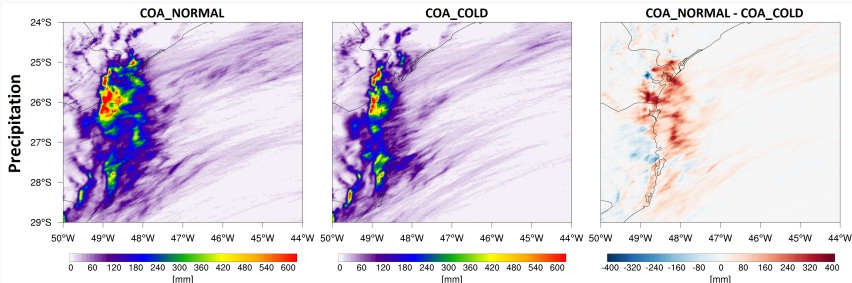 COA_NORMAL
COA_COLD
COA_NORMAL - COA_COLD
Precipitation
24°S
25°S
26°S
27°S
28°S
29°S
50°W 49°W 48°W 47°W 46°W 45°W 44°W
50°W 49°W 48°W 47°W 46°W 45°W 44°W
50°W 49°W 48°W 47°W 46°W 45°W 44°W
0 60 120 180 240 300 360 420 480 540 600
[mm]
0 60 120 180 240 300 360 420 480 540 600
[mm]
-400 -320 -240 -160 -80 0 80 160 240 320 400
[mm]